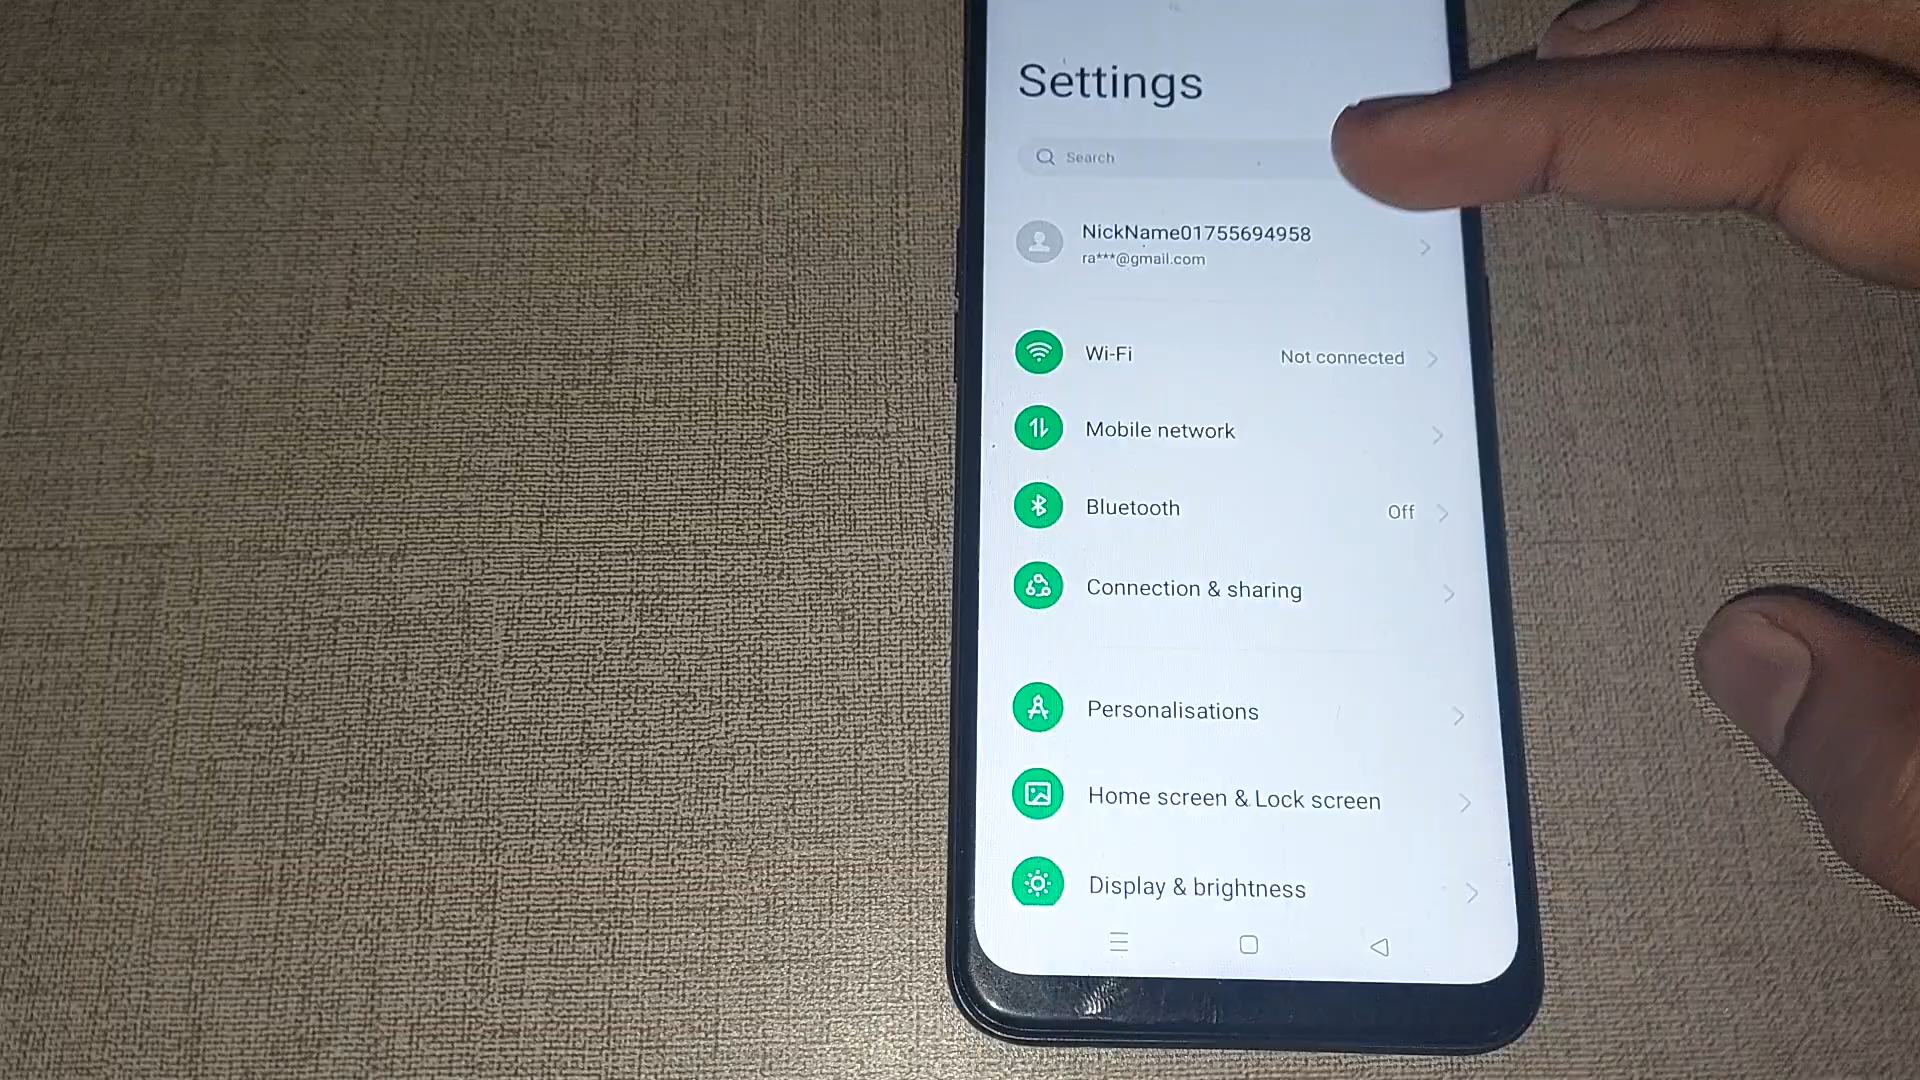 Settings
Search
NickName01755694958
ra***@gmail.com
Wi-Fi Not connected
Mobile network
Bluetooth Off
Connection & sharing
Personalisations
Home screen & Lock screen
Display & brightness